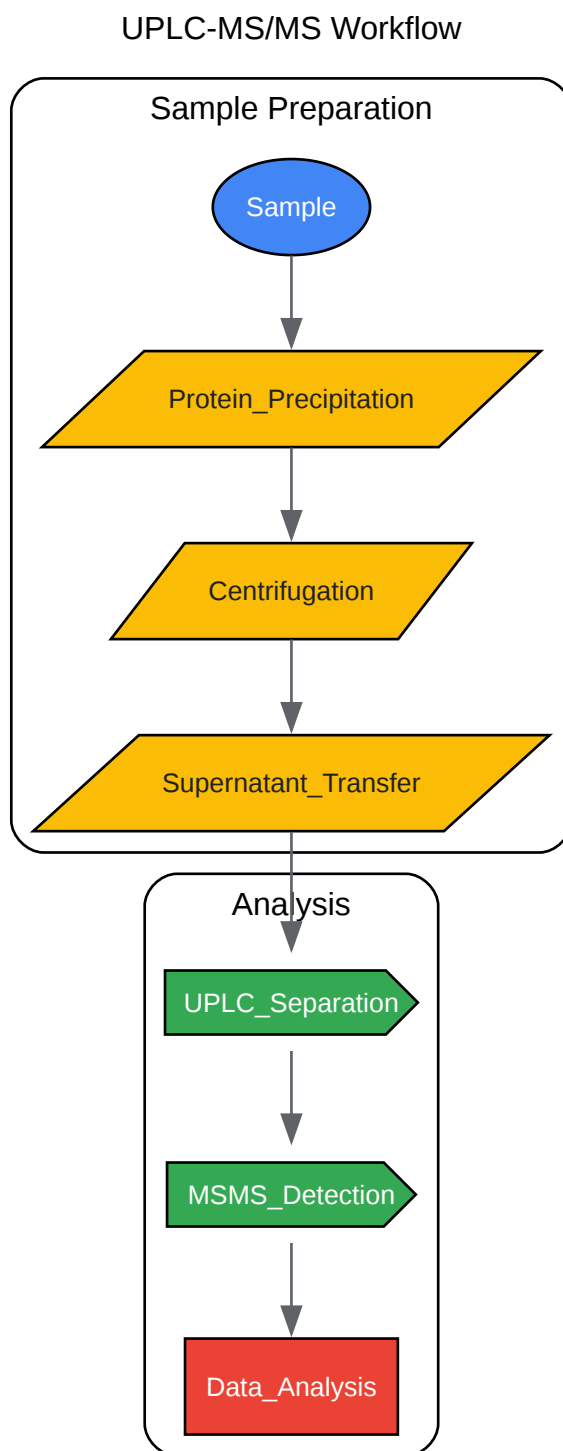 UPLC-MS/MS Workflow
Sample Preparation
Sample
Protein_Precipitation
Centrifugation
Supernatant_Transfer
Analysis
UPLC_Separation
MSMS_Detection
Data_Analysis